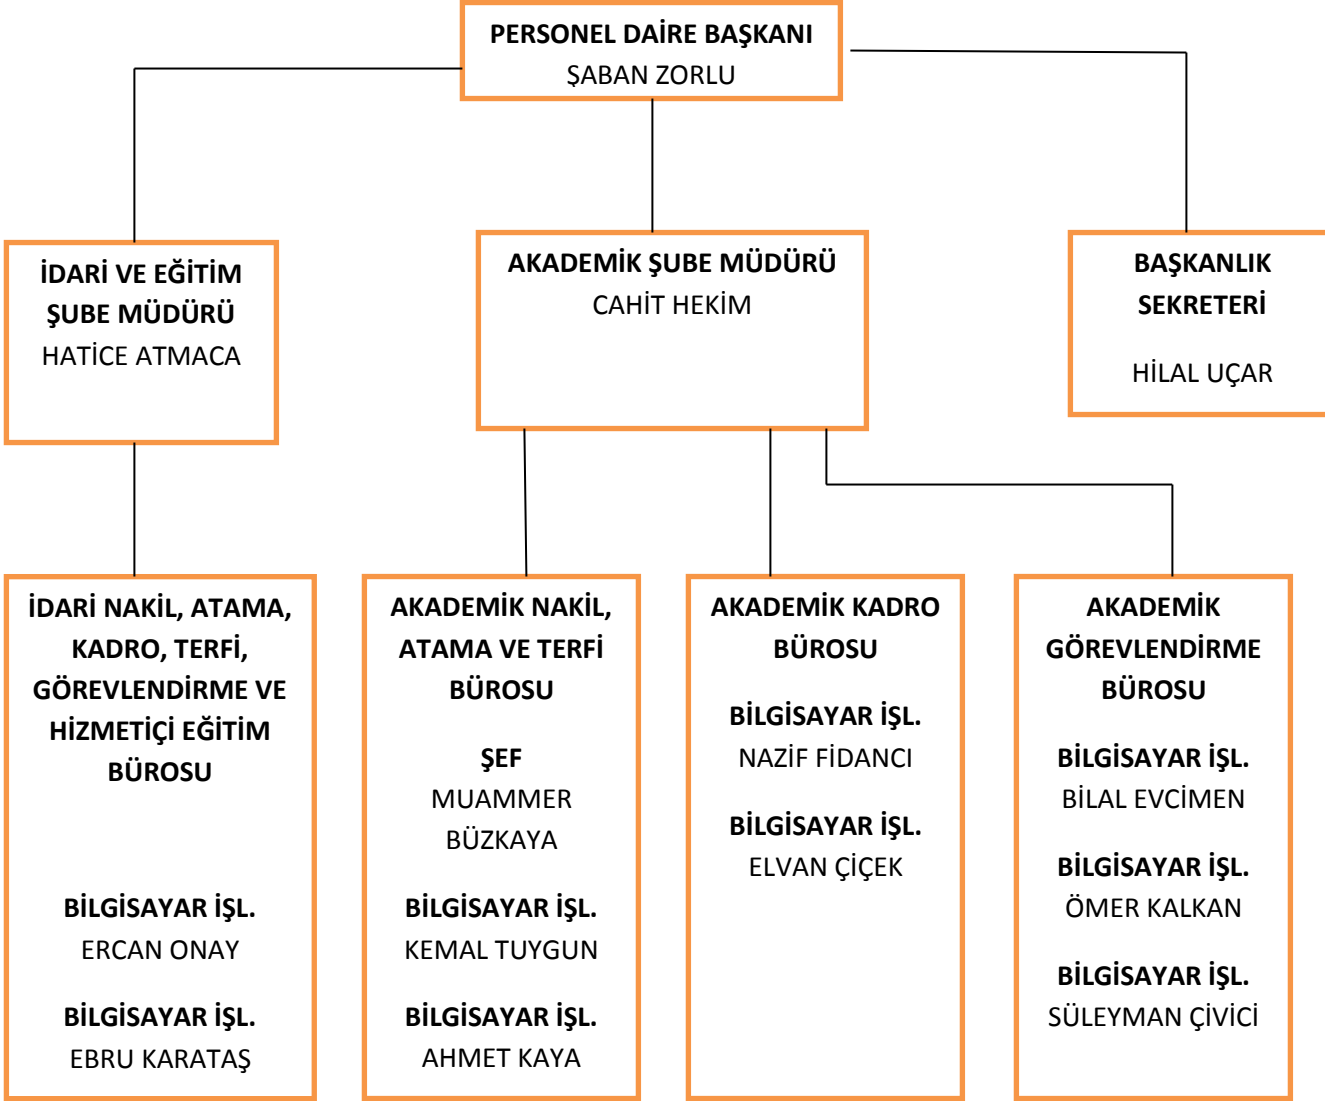 PERSONEL DAİRE BAŞKANI
ŞABAN ZORLU
İDARİ VE EĞİTİM
ŞUBE MÜDÜRÜ
HATİCE ATMACA
AKADEMİK ŞUBE MÜDÜRÜ
CAHİT HEKİM
BAŞKANLIK
SEKRETERİ
HİLAL UÇAR
İDARİ NAKİL, ATAMA,
KADRO, TERFİ,
GÖREVLENDİRME VE
HİZMETİÇİ EĞİTİM
BÜROSU
BİLGİSAYAR İŞL.
ERCAN ONAY
BİLGİSAYAR İŞL.
EBRU KARATAŞ
AKADEMİK NAKİL,
ATAMA VE TERFİ
BÜROSU
ŞEF
MUAMMER
BÜZKAYA
BİLGİSAYAR İŞL.
KEMAL TUYGUN
BİLGİSAYAR İŞL.
AHMET KAYA
AKADEMİK KADRO
BÜROSU
BİLGİSAYAR İŞL.
NAZİF FİDANCI
BİLGİSAYAR İŞL.
ELVAN ÇİÇEK
AKADEMİK
GÖREVLENDİRME
BÜROSU
BİLGİSAYAR İŞL.
BİLAL EVCİMEN
BİLGİSAYAR İŞL.
ÖMER KALKAN
BİLGİSAYAR İŞL.
SÜLEYMAN ÇİVİCİ